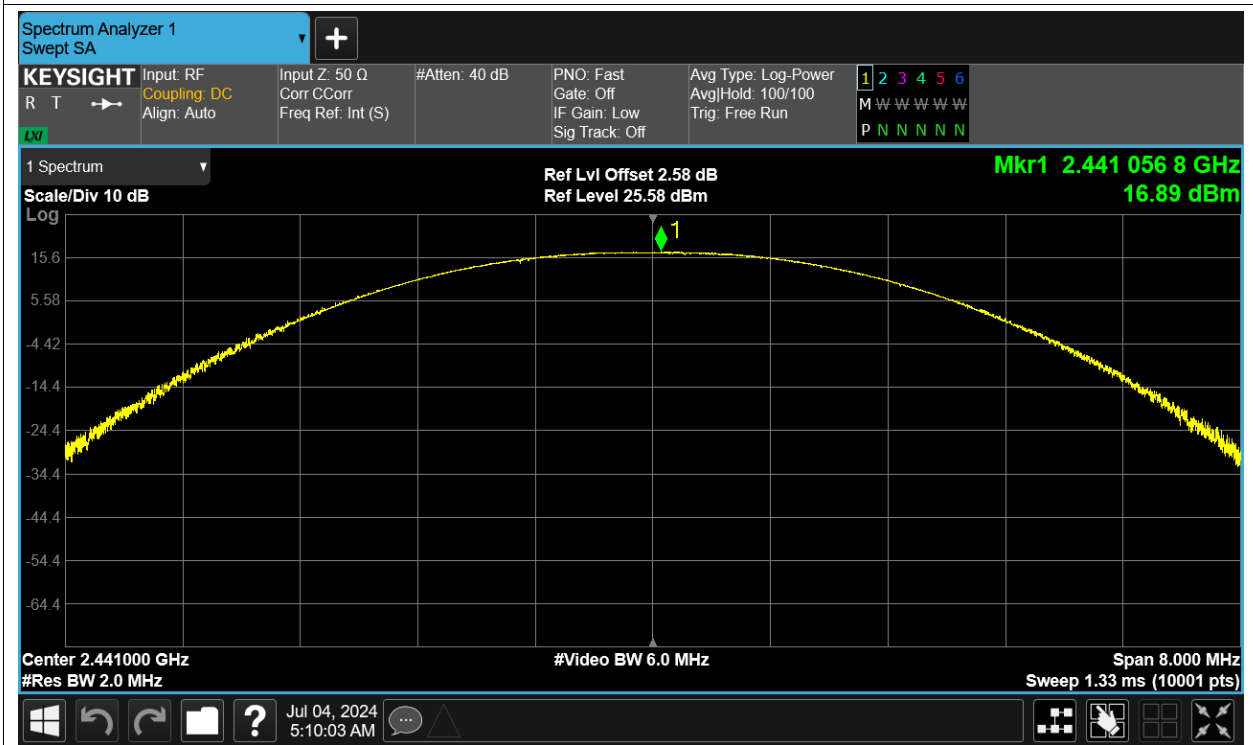 Spectrum Analyzer 1
Swept SA
KEYSIGHT
R T
LXI
Input: RF
Coupling: DC
Align: Auto
Input Z: 50 Ω
Corr CCorr
Freq Ref: Int (S)
#Atten: 40 dB
PNO: Fast
Gate: Off
IF Gain: Low
Sig Track: Off
Avg Type: Log-Power
Avg|Hold: 100/100
Trig: Free Run
1 2 3 4 5 6
M W W W W W
P N N N N N
1 Spectrum
Scale/Div 10 dB
Log
Ref Lvl Offset 2.58 dB
Ref Level 25.58 dBm
Mkr1 2.441 056 8 GHz
16.89 dBm
1
15.6
5.58
-4.42
-14.4
-24.4
-34.4
-44.4
-54.4
-64.4
Center 2.441000 GHz
#Res BW 2.0 MHz
#Video BW 6.0 MHz
Span 8.000 MHz
Sweep 1.33 ms (10001 pts)
?
Jul 04, 2024
5:10:03 AM